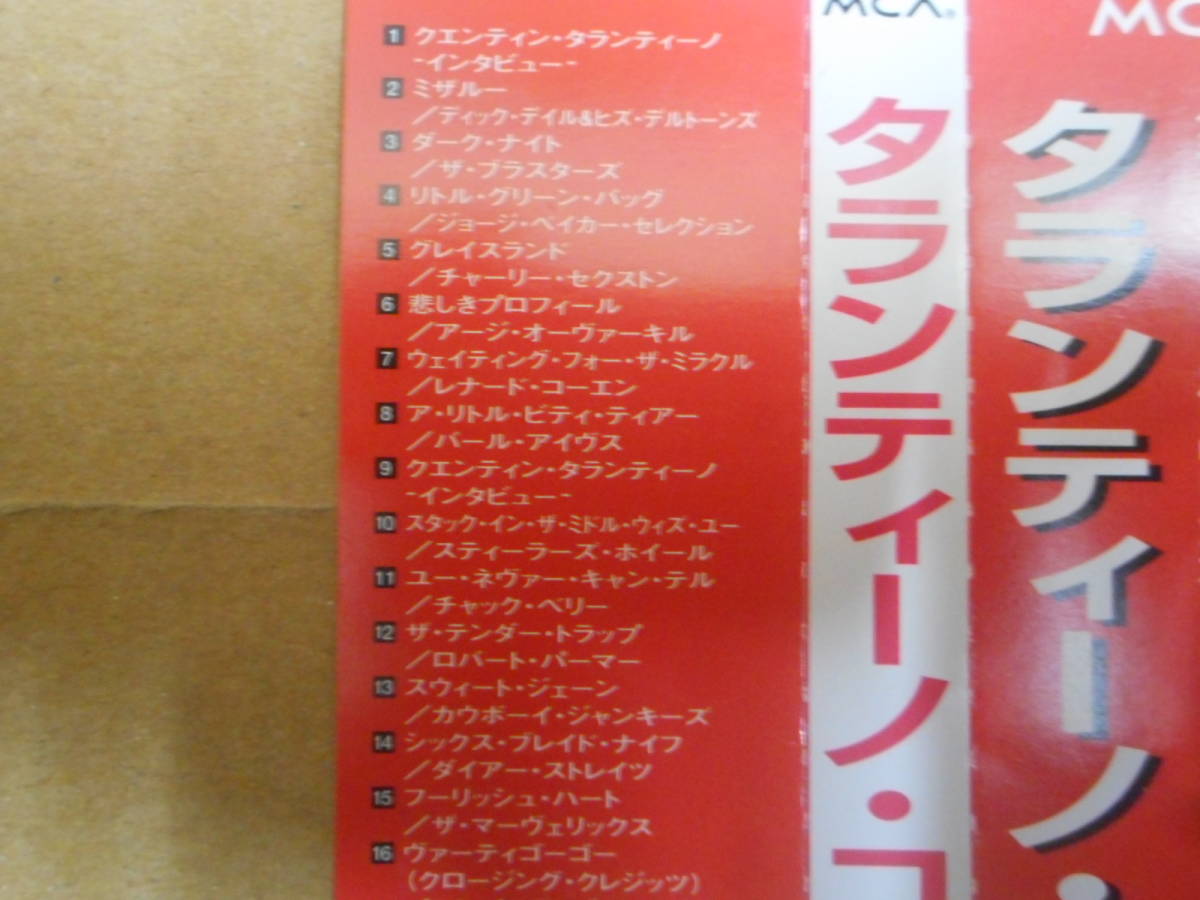 1 クエンティン・タランティーノ
-インタビュー-
2 ミザルー
／ディック・デイル&ヒズ・デルトーンズ
3 ダーク・ナイト
／ザ・ブラスターズ
4 リトル・グリーン・バッグ
／ジョージ・ベイカー・セレクション
5 グレイスランド
／チャーリー・セクストン
6 悲しきプロフィール
／アージ・オーヴァーキル
7 ウェイティング・フォー・ザ・ミラクル
／レナード・コーエン
8 ア・リトル・ビティ・ティアー
／バール・アイヴス
9 クエンティン・タランティーノ
-インタビュー-
10 スタック・イン・ザ・ミドル・ウィズ・ユー
／スティーラーズ・ホイール
11 ユー・ネヴァー・キャン・テル
／チャック・ベリー
12 ザ・テンダー・トラップ
／ロバート・パーマー
13 スウィート・ジェーン
／カウボーイ・ジャンキーズ
14 シックス・ブレイド・ナイフ
／ダイアー・ストレイツ
15 フーリッシュ・ハート
／ザ・マーヴェリックス
16 ヴァーティゴーゴー
(クロージング・クレジッツ)
MCA®
タランティーノ・コ
MC
タランティーノ・